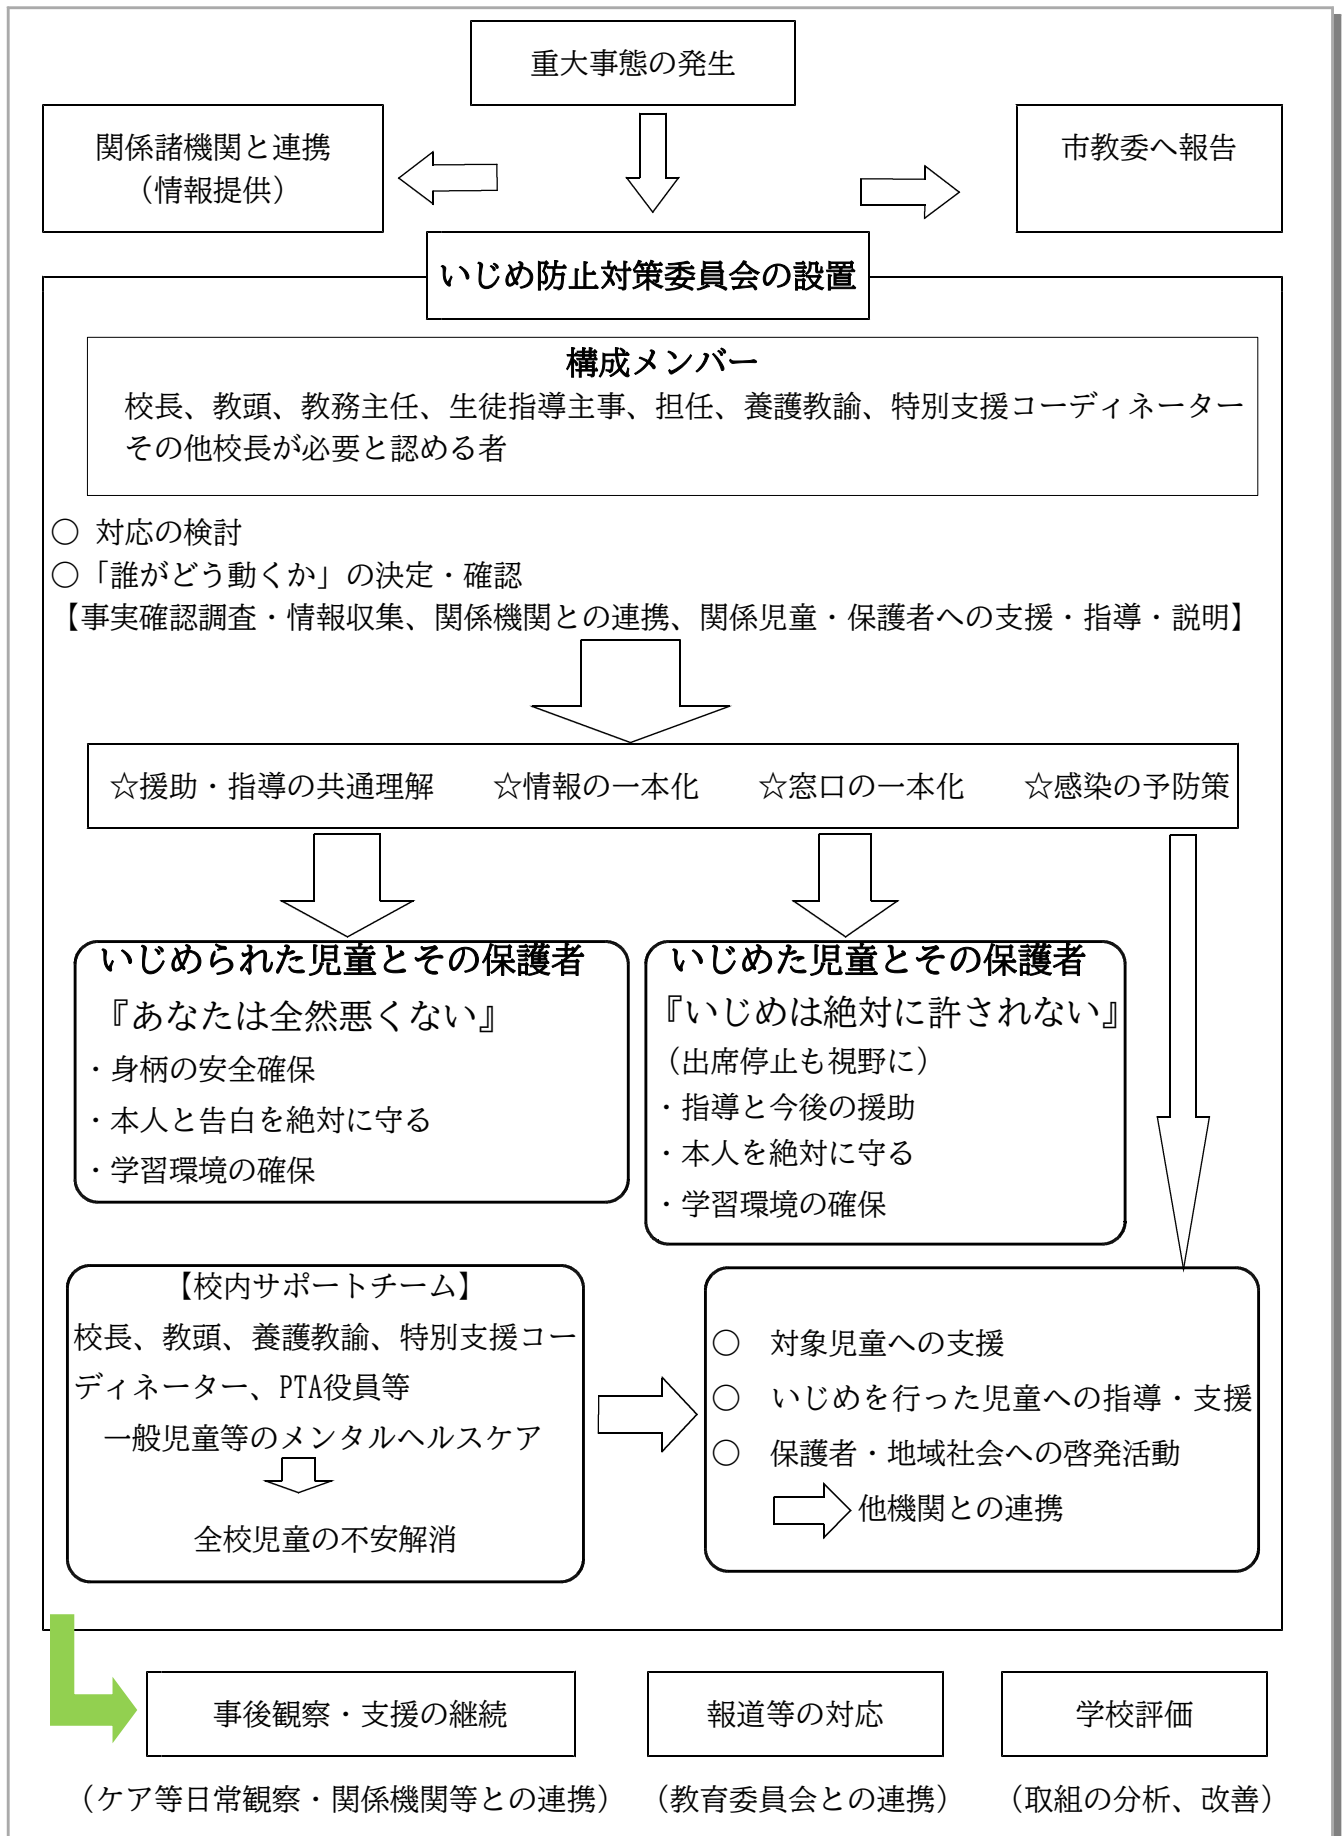 重大事態の発生
関係諸機関と連携
（情報提供）
市教委へ報告
いじめ防止対策委員会の設置
構成メンバー
校長、教頭、教務主任、生徒指導主事、担任、養護教諭、特別支援コーディネーター
その他校長が必要と認める者
○ 対応の検討
○「誰がどう動くか」の決定・確認
【事実確認調査・情報収集、関係機関との連携、関係児童・保護者への支援・指導・説明】
☆援助・指導の共通理解　　☆情報の一本化　　☆窓口の一本化　　☆感染の予防策
いじめられた児童とその保護者
『あなたは全然悪くない』
・身柄の安全確保
・本人と告白を絶対に守る
・学習環境の確保
いじめた児童とその保護者
『いじめは絶対に許されない』
（出席停止も視野に）
・指導と今後の援助
・本人を絶対に守る
・学習環境の確保
【校内サポートチーム】
校長、教頭、養護教諭、特別支援コー
ディネーター、PTA役員等
一般児童等のメンタルヘルスケア
全校児童の不安解消
○　対象児童への支援
○　いじめを行った児童への指導・支援
○　保護者・地域社会への啓発活動
他機関との連携
事後観察・支援の継続
（ケア等日常観察・関係機関等との連携）
報道等の対応
（教育委員会との連携）
学校評価
（取組の分析、改善）